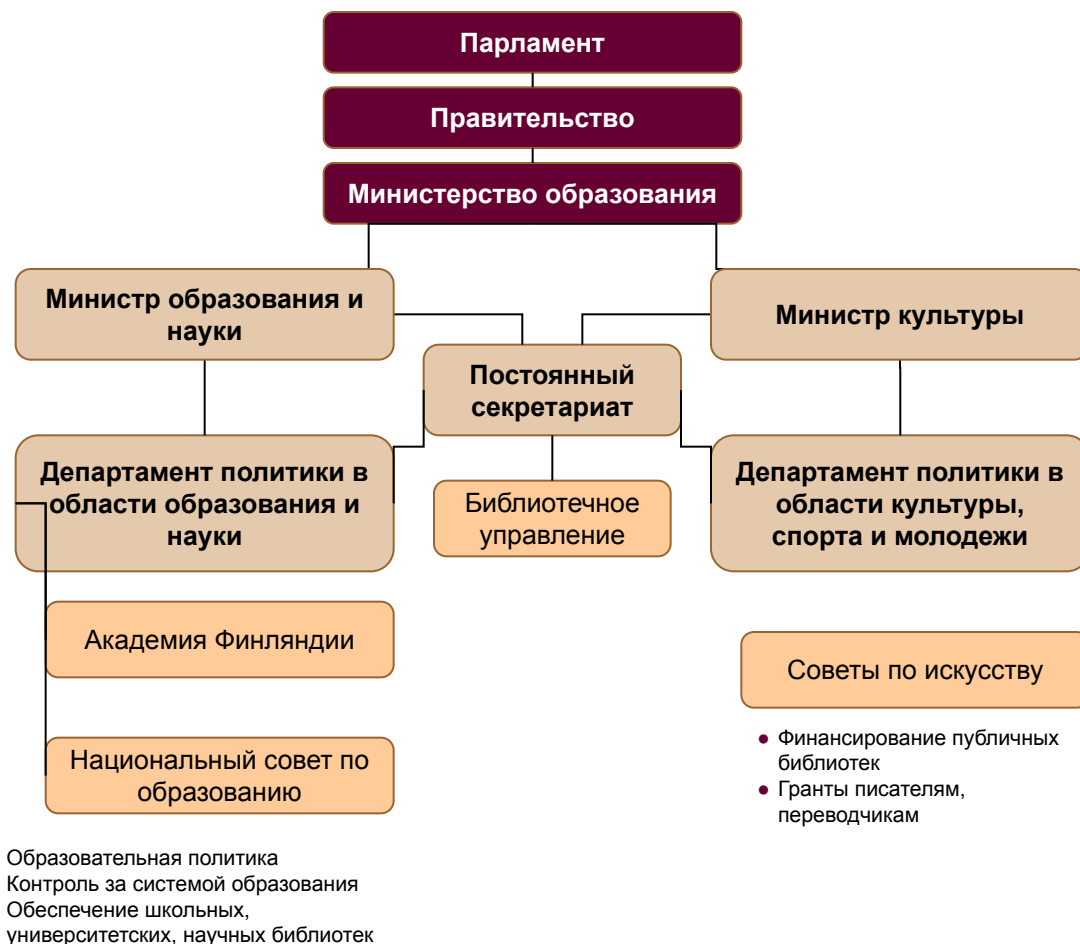 Парламент
Правительство
Министерство образования
Министр образования и
науки
Министр культуры
Постоянный
секретариат
Департамент политики в
области образования и
науки
Библиотечное
управление
Департамент политики в
области культуры,
спорта и молодежи
Академия Финляндии
Советы по искусству
Национальный совет по
образованию
● Финансирование публичных
библиотек
● Гранты писателям,
переводчикам
Образовательная политика
Контроль за системой образования
Обеспечение школьных,
университетских, научных библиотек